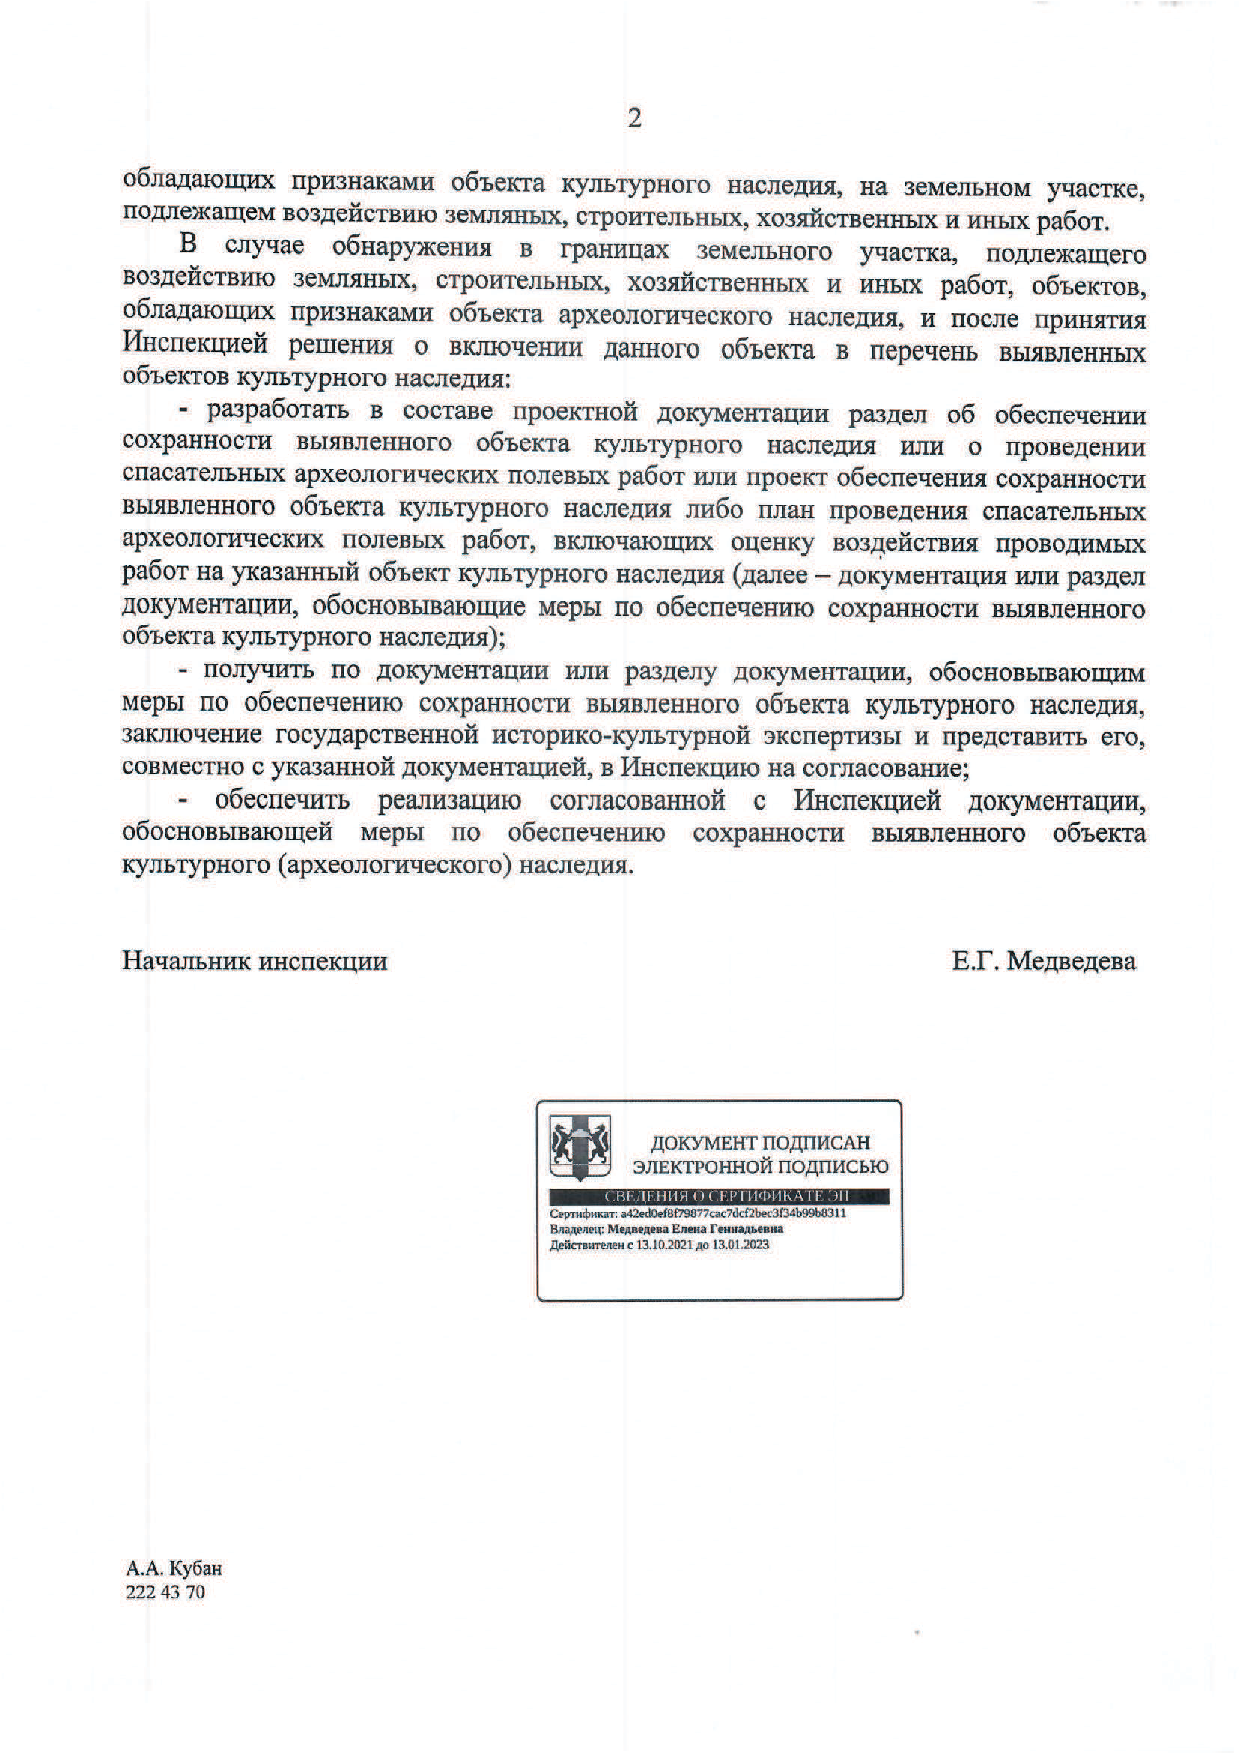 2
обладающих признаками объекта культурного наследия, на земельном участке,
подлежащем воздействию земляных, строительных, хозяйственных и иных работ.
В случае обнаружения в границах земельного участка, подлежащего
воздействию земляных, строительных, хозяйственных и иных работ, объектов,
обладающих признаками объекта археологического наследия, и после принятия
Инспекцией решения о включении данного объекта в перечень выявленных
объектов культурного наследия:
- разработать в составе проектной документации раздел об обеспечении
сохранности выявленного объекта культурного наследия или о проведении
спасательных археологических полевых работ или проект обеспечения сохранности
выявленного объекта культурного наследия либо план проведения спасательных
археологических полевых работ, включающих оценку воздействия проводимых
работ на указанный объект культурного наследия (далее – документация или раздел
документации, обосновывающие меры по обеспечению сохранности выявленного
объекта культурного наследия);
- получить по документации или разделу документации, обосновывающим
меры по обеспечению сохранности выявленного объекта культурного наследия,
заключение государственной историко-культурной экспертизы и представить его,
совместно с указанной документацией, в Инспекцию на согласование;
- обеспечить реализацию согласованной с Инспекцией документации,
обосновывающей меры по обеспечению сохранности выявленного объекта
культурного (археологического) наследия.
Начальник инспекции Е.Г. Медведева
ДОКУМЕНТ ПОДПИСАН
ЭЛЕКТРОННОЙ ПОДПИСЬЮ
СВЕДЕНИЯ О СЕРТИФИКАТЕ ЭП
Сертификат: a42ed0ef8f79877cac7dcf2bec3f34b99b8311
Владелец: Медведева Елена Геннадьевна
Действителен с 13.10.2021 до 13.01.2023
А.А. Кубан
222 43 70